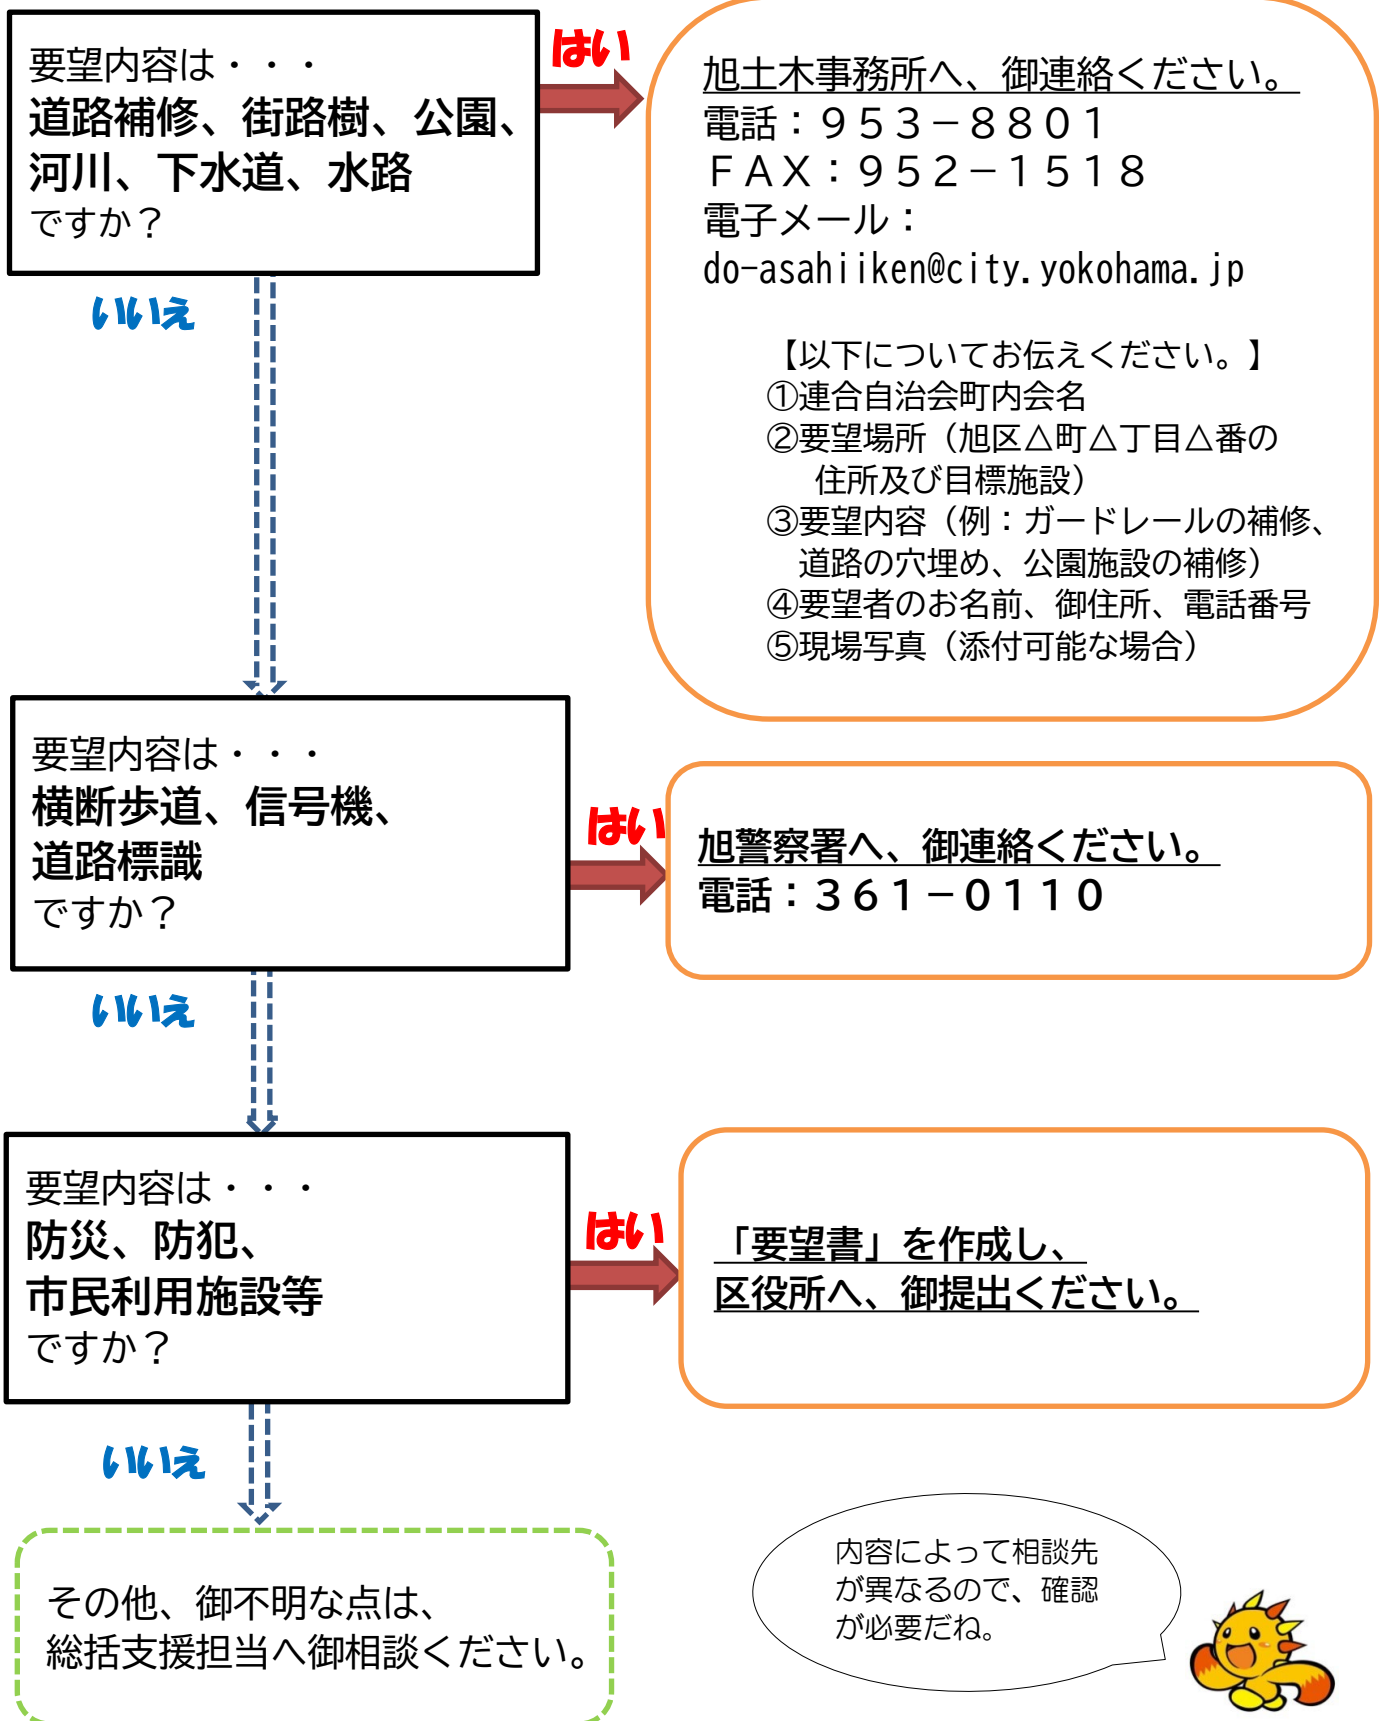 要望内容は・・・
道路補修、街路樹、公園、
河川、下水道、水路
ですか？
はい
旭土木事務所へ、御連絡ください。
電話：９５３－８８０１
ＦＡＸ：９５２－１５１８
電子メール：
do-asahiiken@city.yokohama.jp
【以下についてお伝えください。】
①連合自治会町内会名
②要望場所（旭区△町△丁目△番の
住所及び目標施設）
③要望内容（例：ガードレールの補修、
道路の穴埋め、公園施設の補修）
④要望者のお名前、御住所、電話番号
⑤現場写真（添付可能な場合）
いいえ
要望内容は・・・
横断歩道、信号機、
道路標識
ですか？
はい
旭警察署へ、御連絡ください。
電話：３６１－０１１０
いいえ
要望内容は・・・
防災、防犯、
市民利用施設等
ですか？
はい
「要望書」を作成し、
区役所へ、御提出ください。
いいえ
その他、御不明な点は、
総括支援担当へ御相談ください。
内容によって相談先
が異なるので、確認
が必要だね。